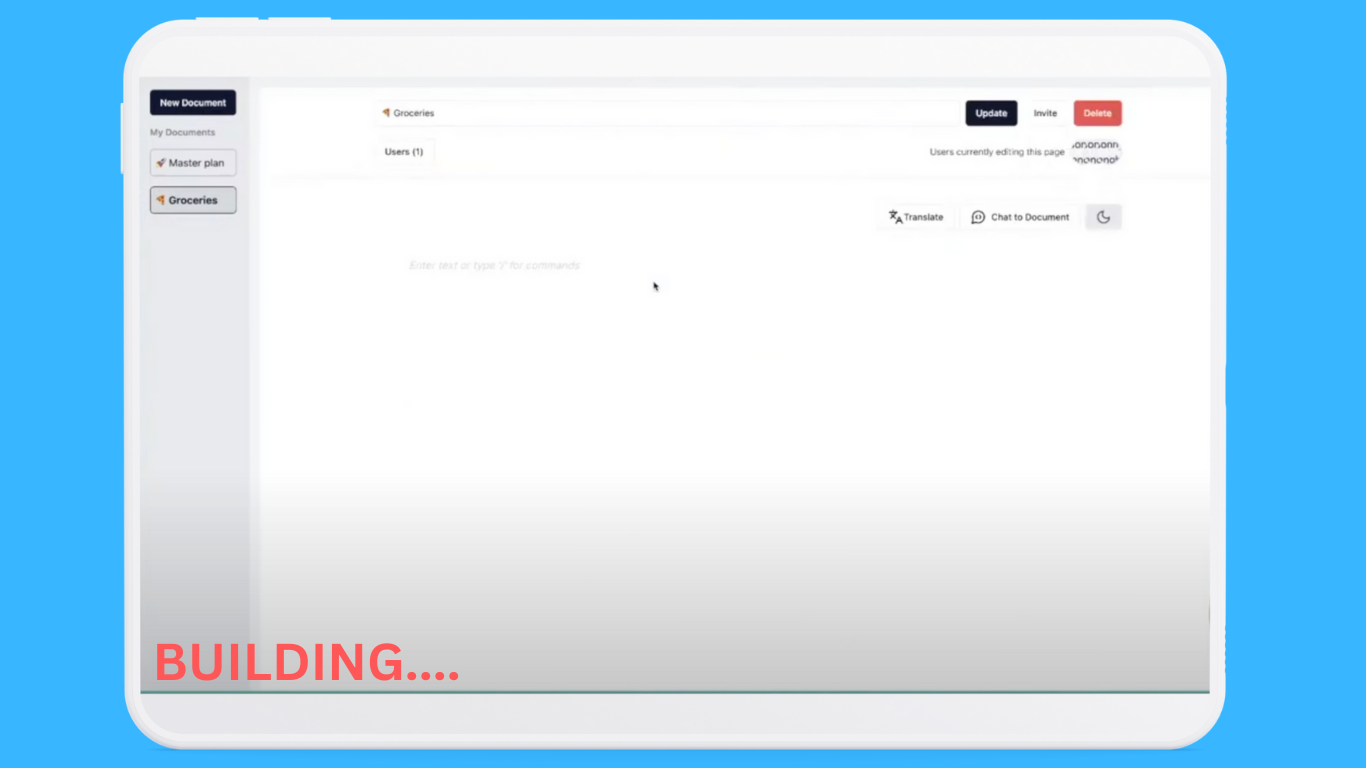 New Document
My Documents
Master plan
Groceries
Groceries
Update
Invite
Delete
Users (1)
Users currently editing this page
Translate
Chat to Document
Enter text or type '/' for commands
BUILDING....